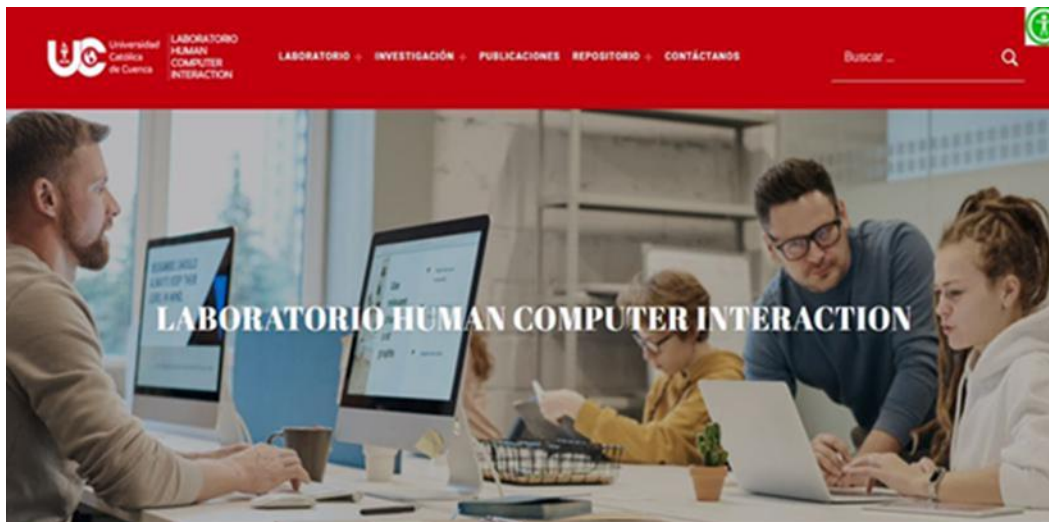 UC
Universidad
Católica
de Cuenca
LABORATORIO
HUMAN
COMPUTER
INTERACTION
LABORATORIO + INVESTIGACIÓN + PUBLICACIONES REPOSITORIO + CONTÁCTANOS
Buscar ...
LABORATORIO HUMAN COMPUTER INTERACTION